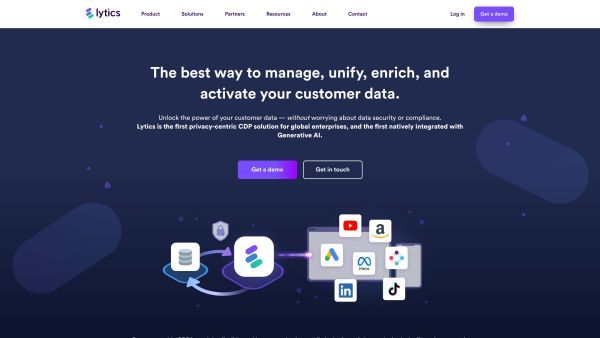 lytics Product Solutions Partners Resources About Contact Log in Get a demo
The best way to manage, unify, enrich, and
activate your customer data.
Unlock the power of your customer data — without worrying about data security or compliance.
Lytics is the first privacy-centric CDP solution for global enterprises, and the first natively integrated with
Generative AI.
Get a demo Get in touch
a
Meta
in